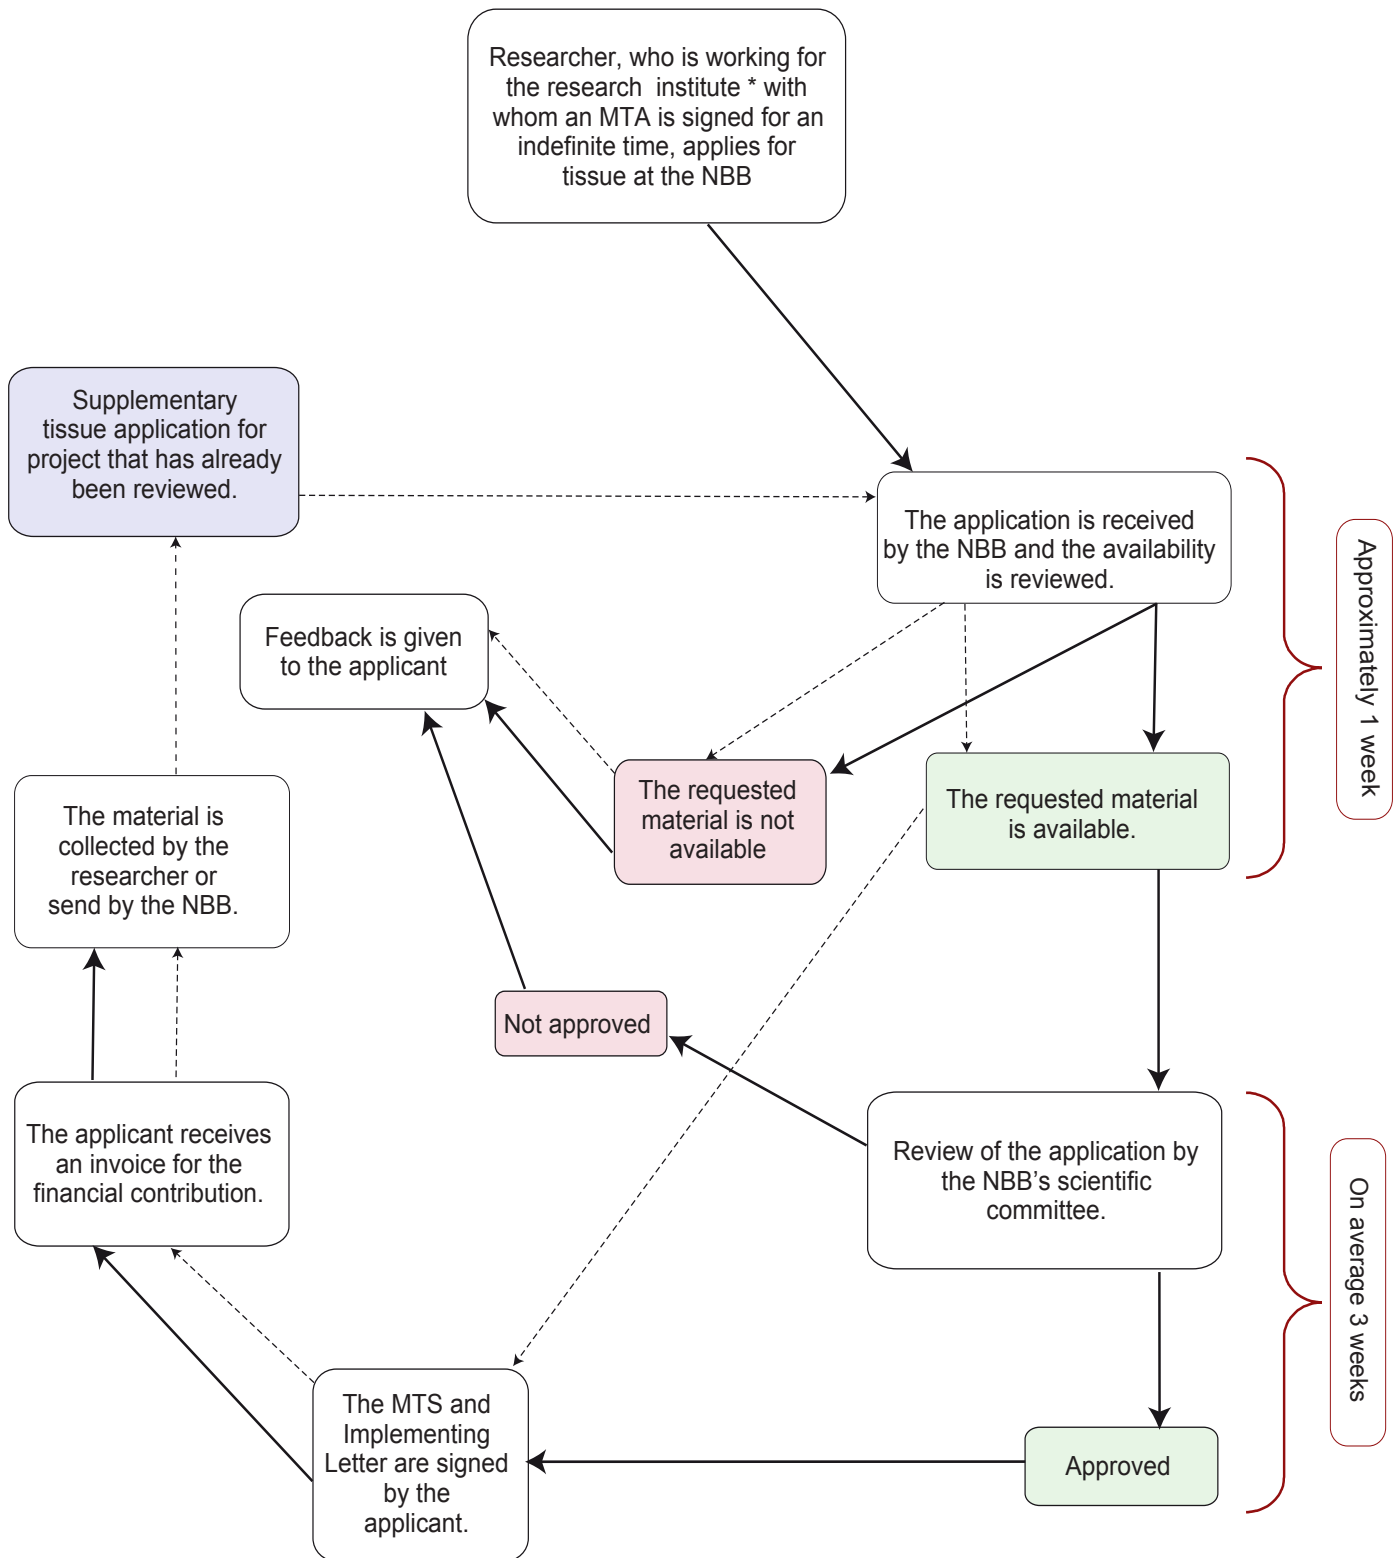 Researcher, who is working for
the research institute * with
whom an MTA is signed for an
indefinite time, applies for
tissue at the NBB
Supplementary
tissue application for
project that has already
been reviewed.
The application is received
by the NBB and the availability
is reviewed.
Approximately 1 week
Feedback is given
to the applicant
The requested
material is not
available
The requested material
is available.
The material is
collected by the
researcher or
send by the NBB.
Not approved
The applicant receives
an invoice for the
financial contribution.
Review of the application by
the NBB's scientific
committee.
On average 3 weeks
The MTS and
Implementing
Letter are signed
by the
applicant.
Approved